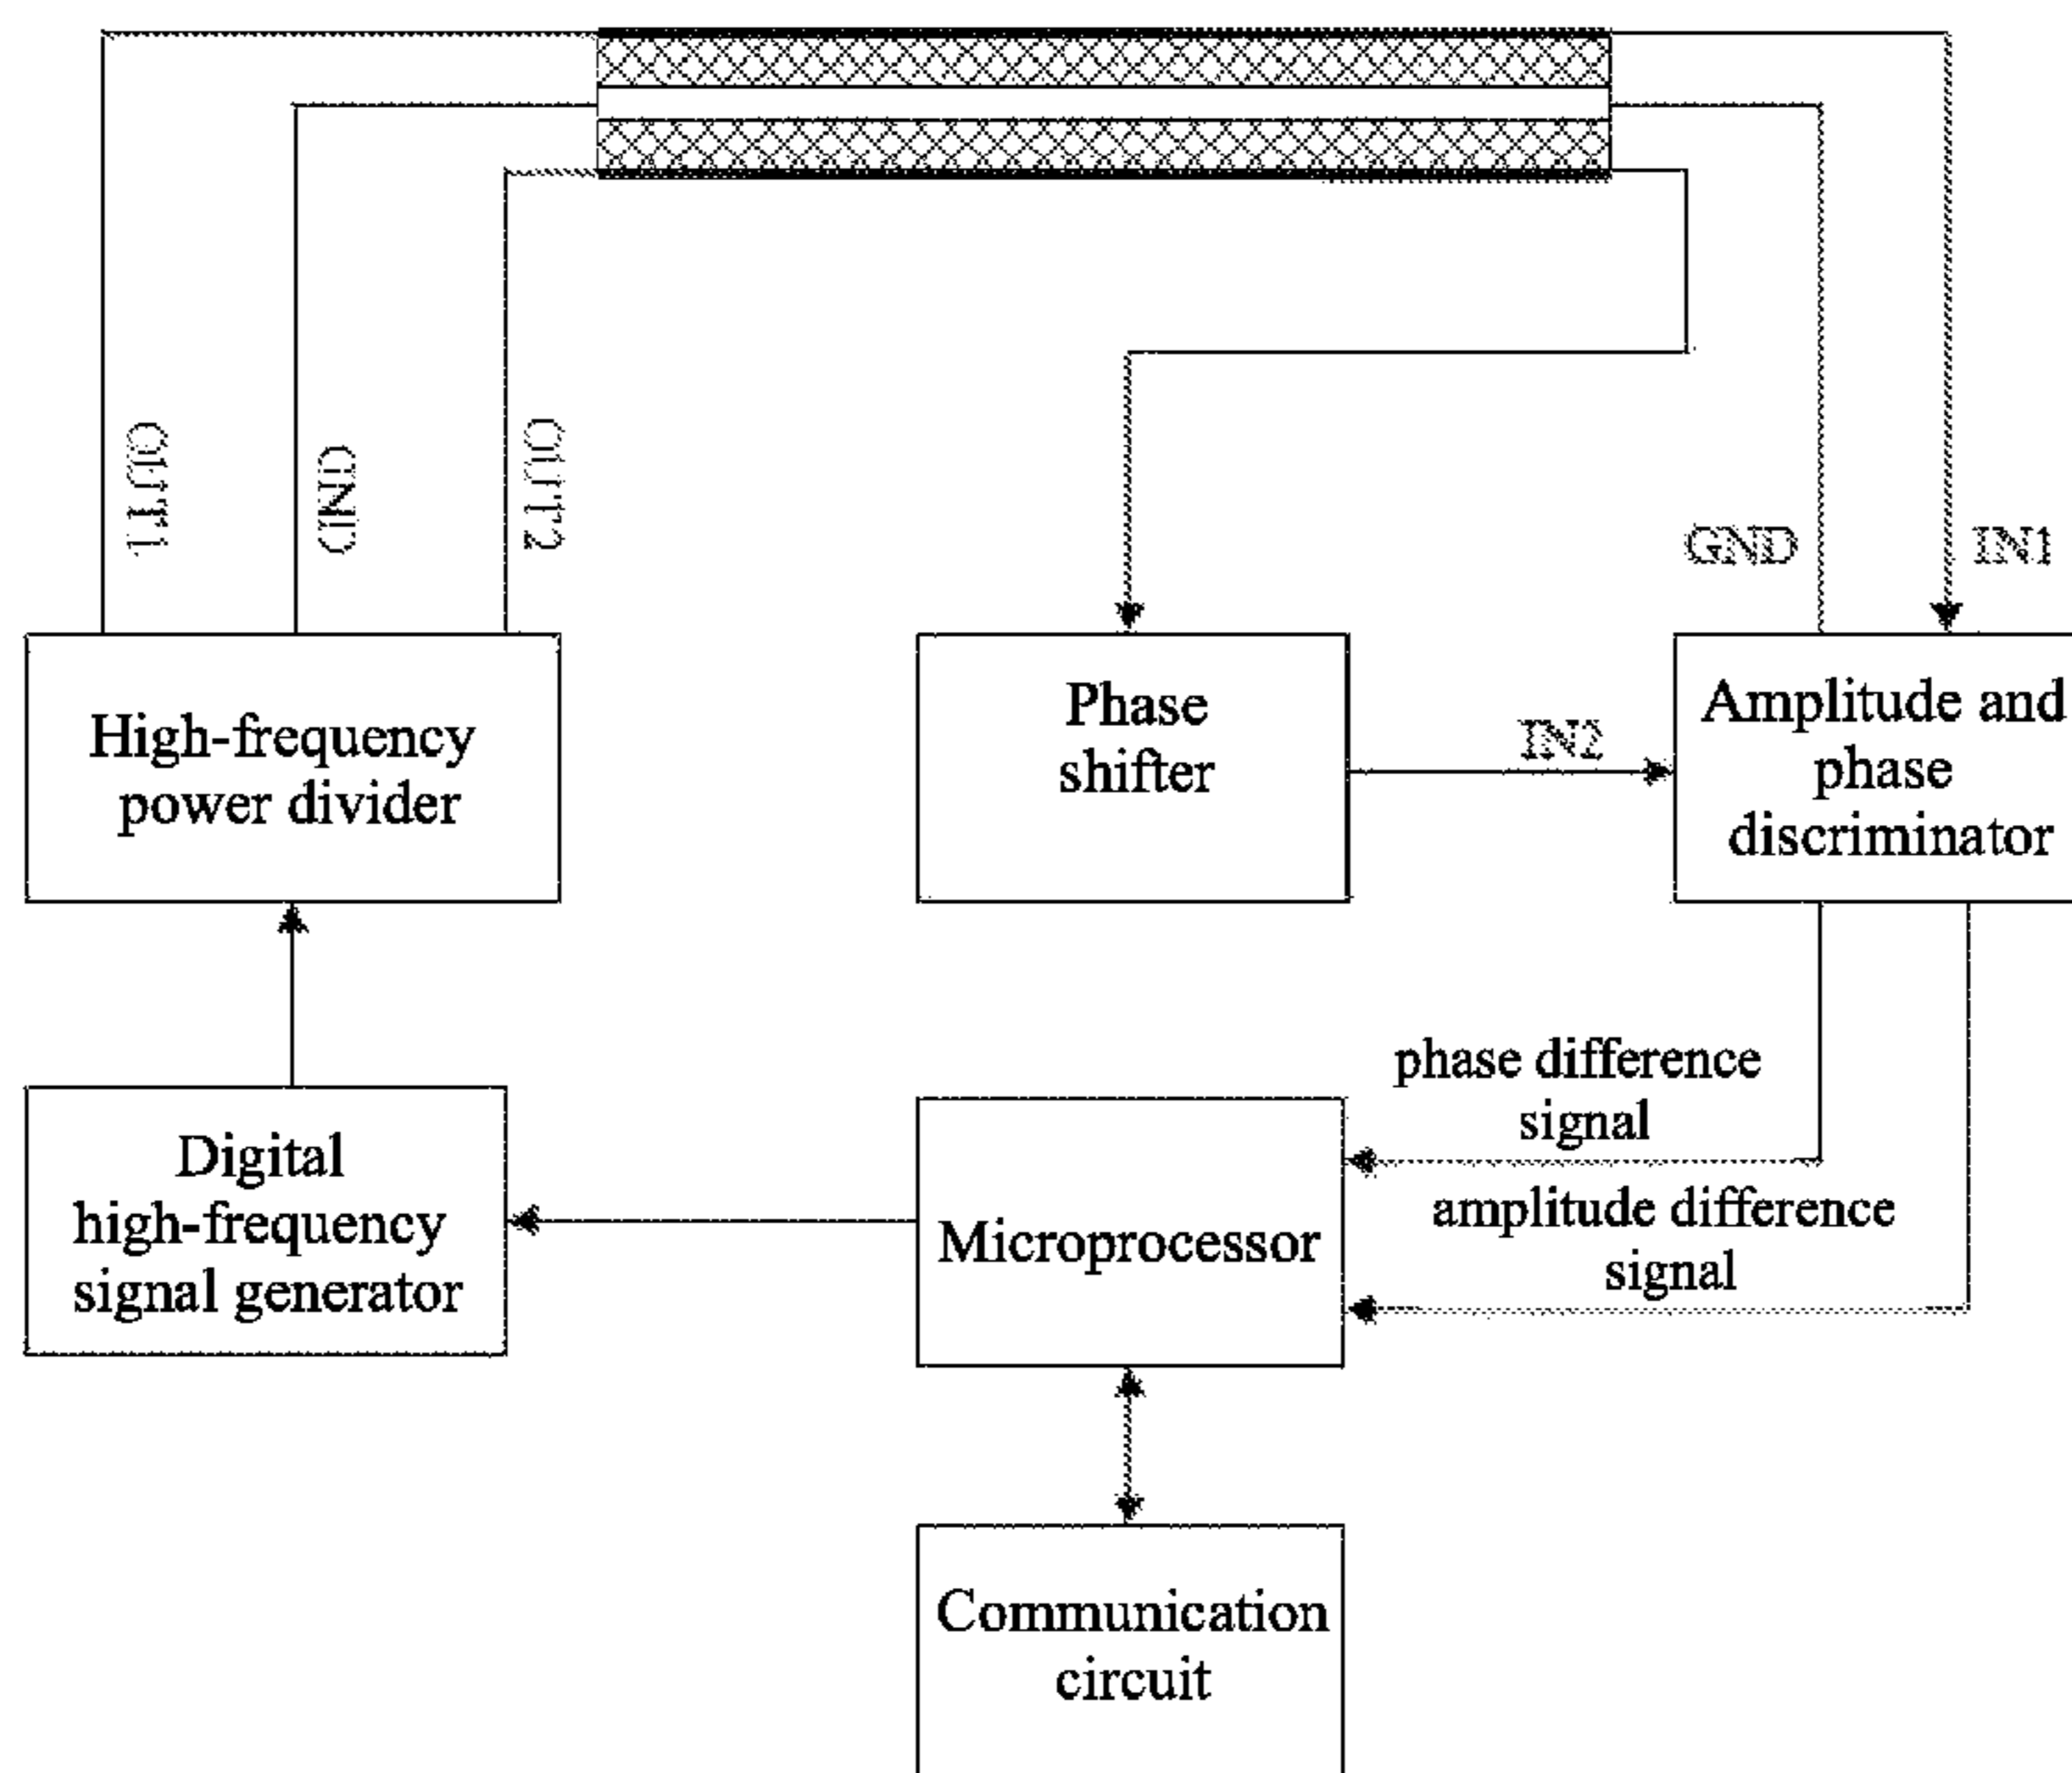 OUT1
GND
OUT2
GND
IN1
High-frequency
power divider
Phase
shifter
IN2
Amplitude and
phase
discriminator
phase difference
signal
amplitude difference
signal
Digital
high-frequency
signal generator
Microprocessor
Communication
circuit